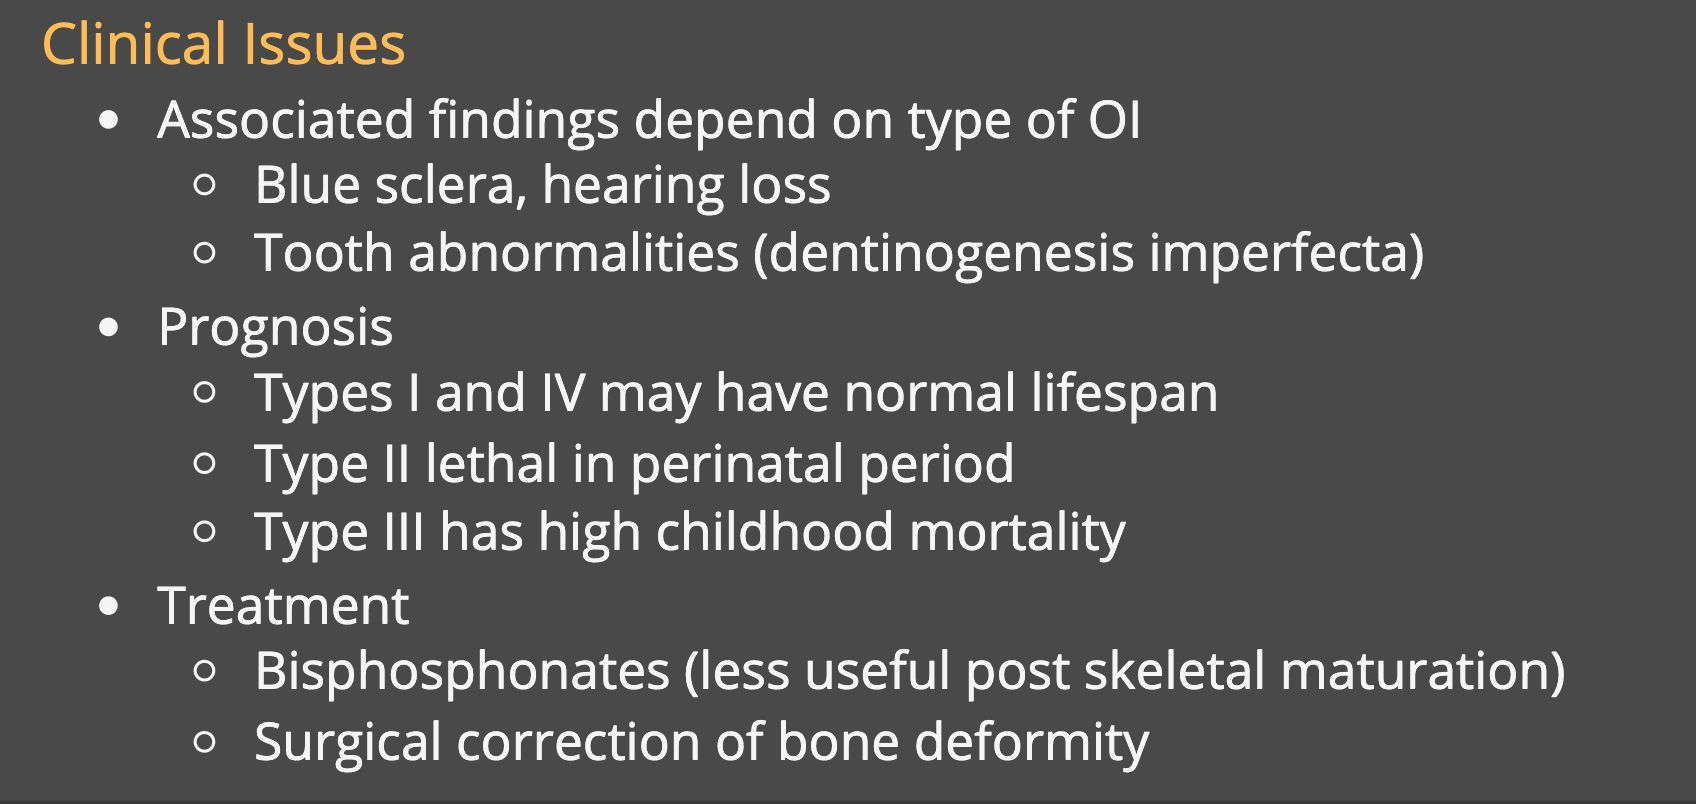 Clinical Issues
• Associated findings depend on type of OI
○ Blue sclera, hearing loss
○ Tooth abnormalities (dentinogenesis imperfecta)
• Prognosis
○ Types I and IV may have normal lifespan
○ Type II lethal in perinatal period
○ Type III has high childhood mortality
• Treatment
○ Bisphosphonates (less useful post skeletal maturation)
○ Surgical correction of bone deformity